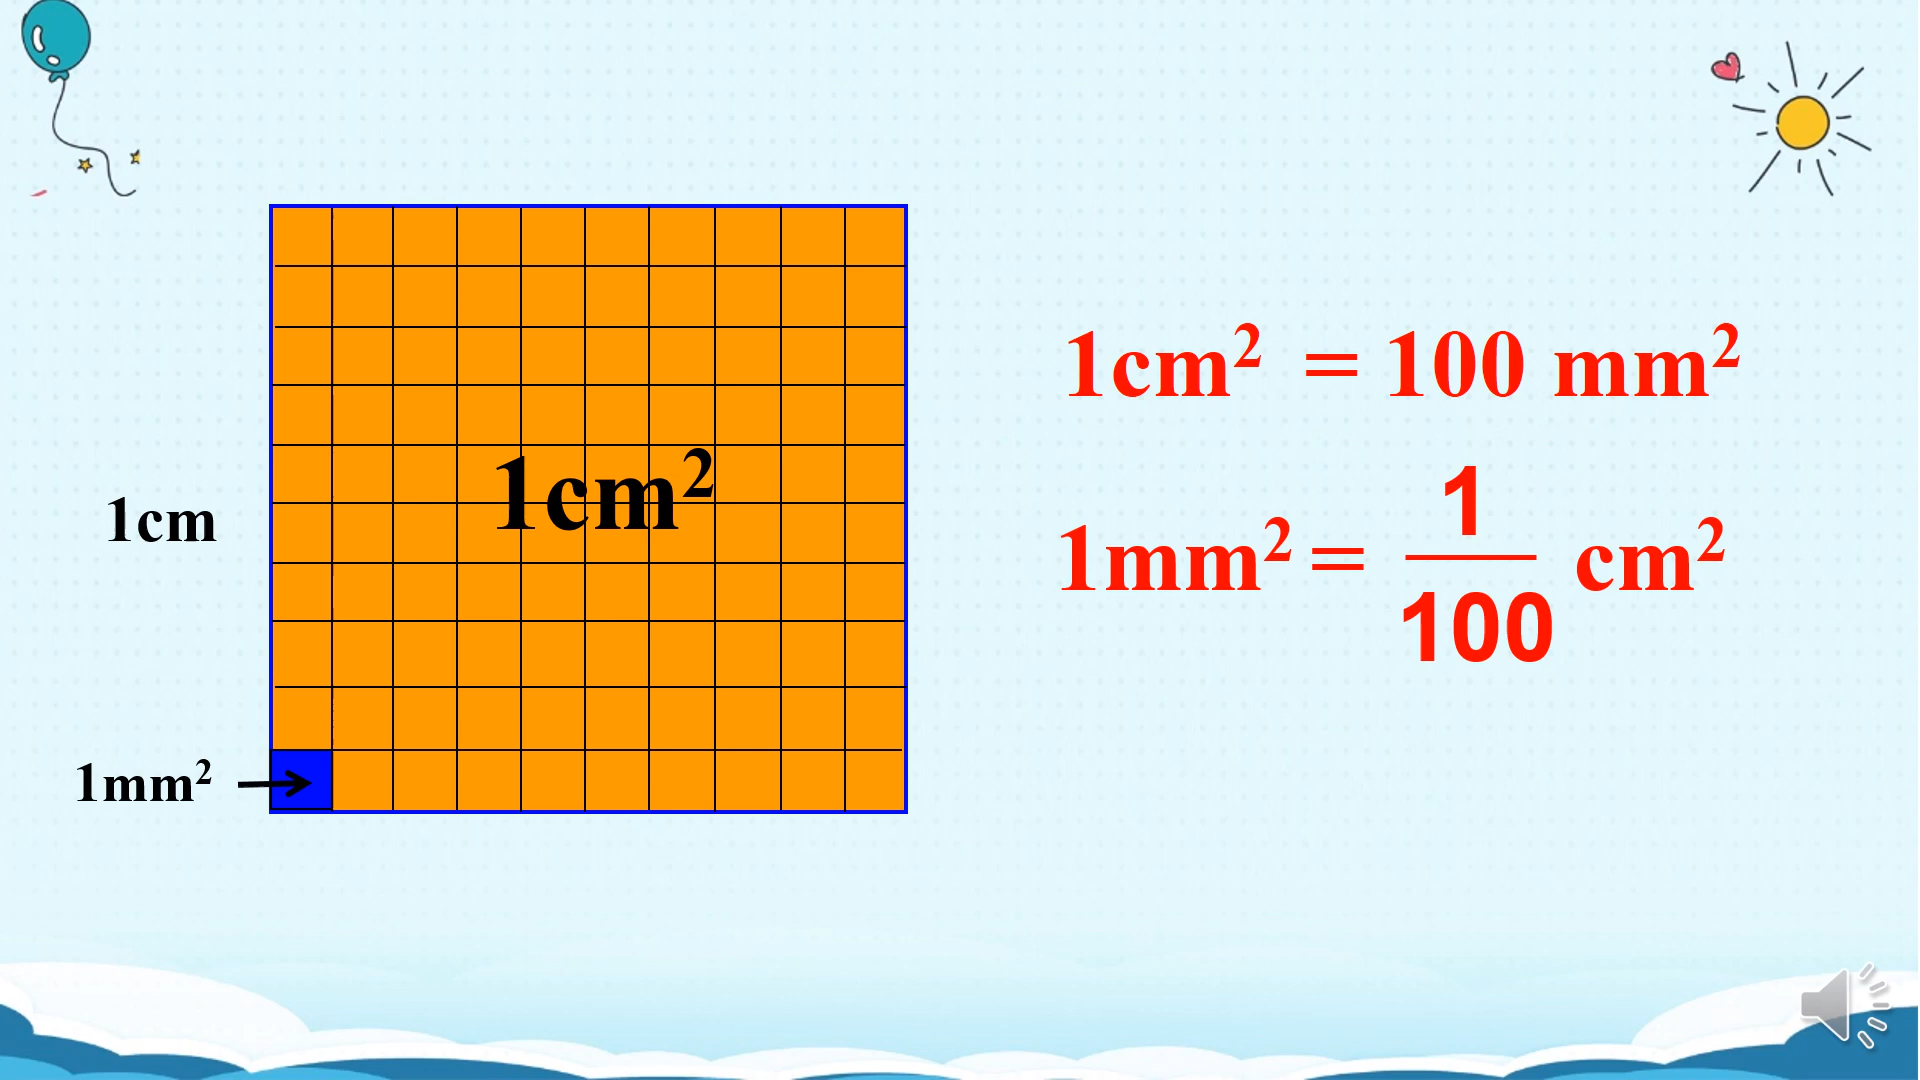 1cm²
1cm
1mm²
1cm² = 100 mm²
1mm² = 1/100 cm²